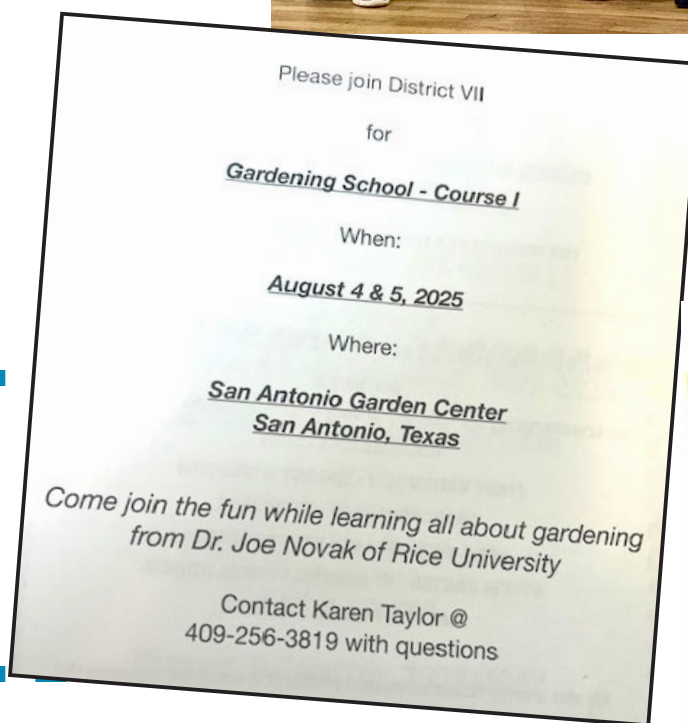 Please join District VII
for
Gardening School - Course I
When:
August 4 & 5, 2025
Where:
San Antonio Garden Center
San Antonio, Texas
Come join the fun while learning all about gardening
from Dr. Joe Novak of Rice University
Contact Karen Taylor @
409-256-3819 with questions